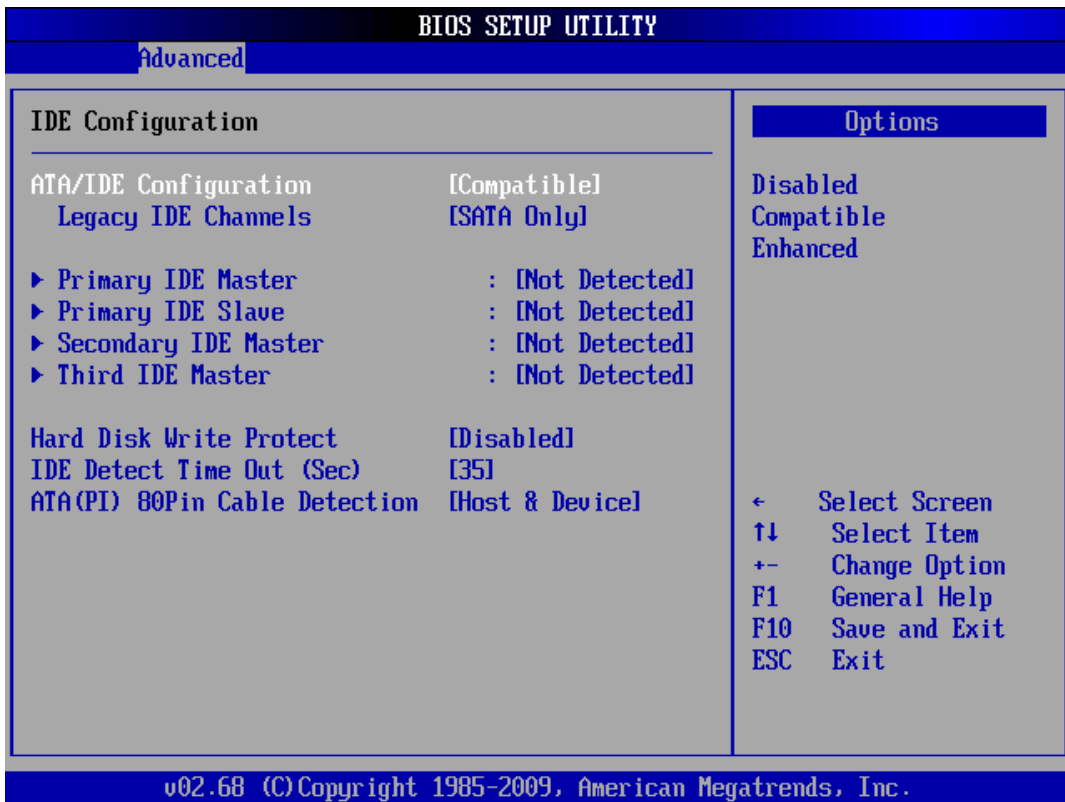 BIOS SETUP UTILITY
Advanced
IDE Configuration
ATA/IDE Configuration [Compatible]
Legacy IDE Channels [SATA Only]
▶ Primary IDE Master : [Not Detected]
▶ Primary IDE Slave : [Not Detected]
▶ Secondary IDE Master : [Not Detected]
▶ Third IDE Master : [Not Detected]
Hard Disk Write Protect [Disabled]
IDE Detect Time Out (Sec) [35]
ATA(PI) 80Pin Cable Detection [Host & Device]
Options
Disabled
Compatible
Enhanced
← Select Screen
↑↓ Select Item
+- Change Option
F1 General Help
F10 Save and Exit
ESC Exit
v02.68 (C)Copyright 1985-2009, American Megatrends, Inc.